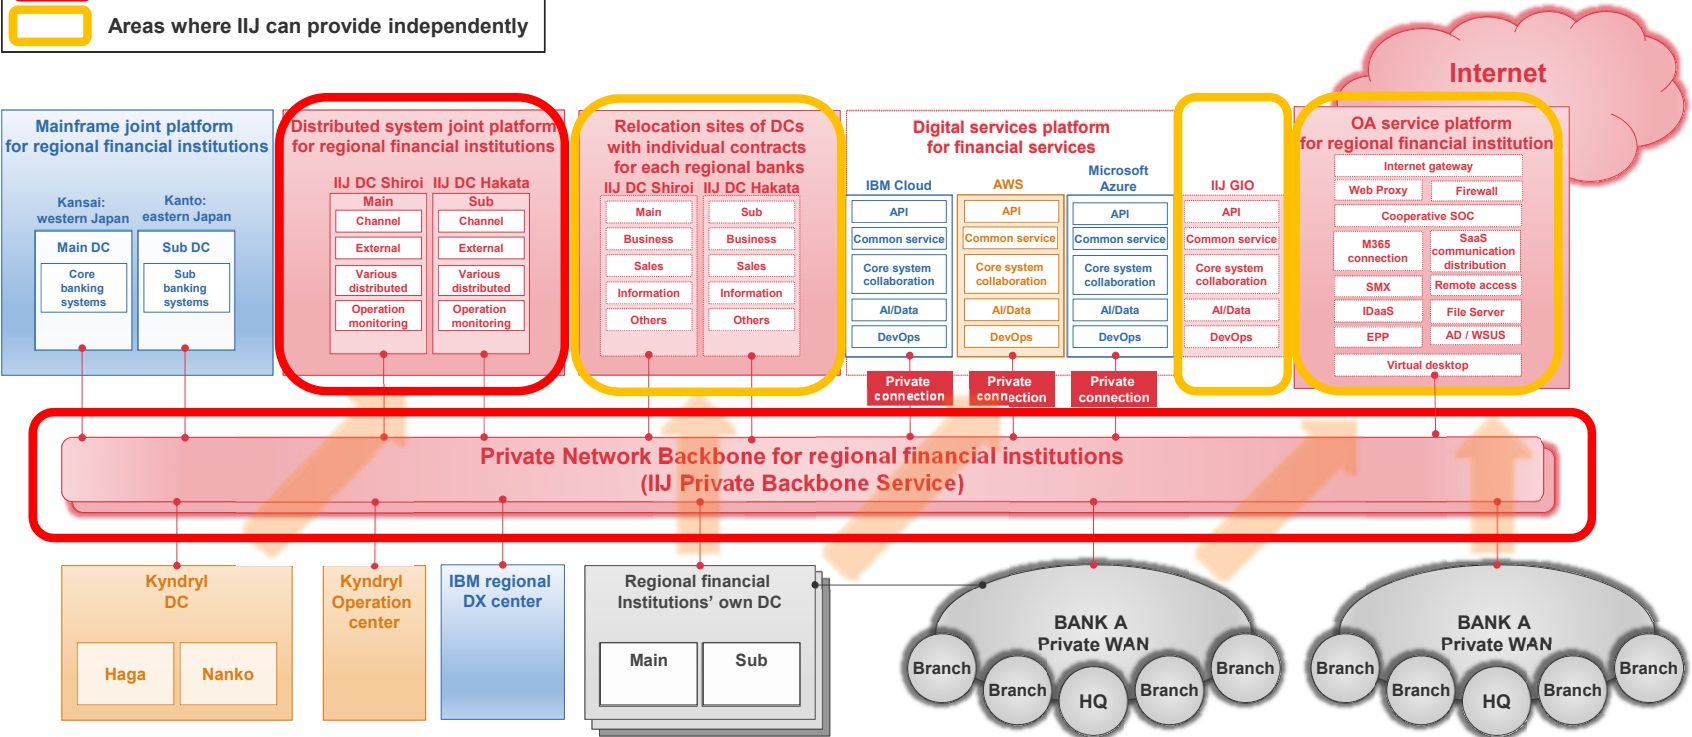 Areas where IIJ can provide independently
Internet
Mainframe joint platform
for regional financial institutions
Kansai:
western Japan
Kanto:
eastern Japan
Main DC
Core
banking
systems
Sub DC
Sub
banking
systems
Distributed system joint platform
for regional financial institutions
IIJ DC Shiroi
Main
Channel
External
Various
distributed
Operation
monitoring
IIJ DC Hakata
Sub
Channel
External
Various
distributed
Operation
monitoring
Relocation sites of DCs
with individual contracts
for each regional banks
IIJ DC Shiroi
Main
Business
Sales
Information
Others
IIJ DC Hakata
Sub
Business
Sales
Information
Others
Digital services platform
for financial services
IBM Cloud
API
Common service
Core system
collaboration
AI/Data
DevOps
AWS
API
Common service
Core system
collaboration
AI/Data
DevOps
Microsoft
Azure
API
Common service
Core system
collaboration
AI/Data
DevOps
IIJ GIO
API
Common service
Core system
collaboration
AI/Data
DevOps
OA service platform
for regional financial institution
Internet gateway
Web Proxy
Firewall
Cooperative SOC
M365
connection
SaaS
communication
distribution
SMX
Remote access
IDaaS
File Server
EPP
AD / WSUS
Virtual desktop
Private
connection
Private
connection
Private
connection
Private Network Backbone for regional financial institutions
(IIJ Private Backbone Service)
Kyndryl
DC
Haga
Nanko
Kyndryl
Operation
center
IBM regional
DX center
Regional financial
Institutions’ own DC
Main
Sub
BANK A
Private WAN
Branch
Branch
HQ
Branch
Branch
BANK A
Private WAN
Branch
Branch
HQ
Branch
Branch